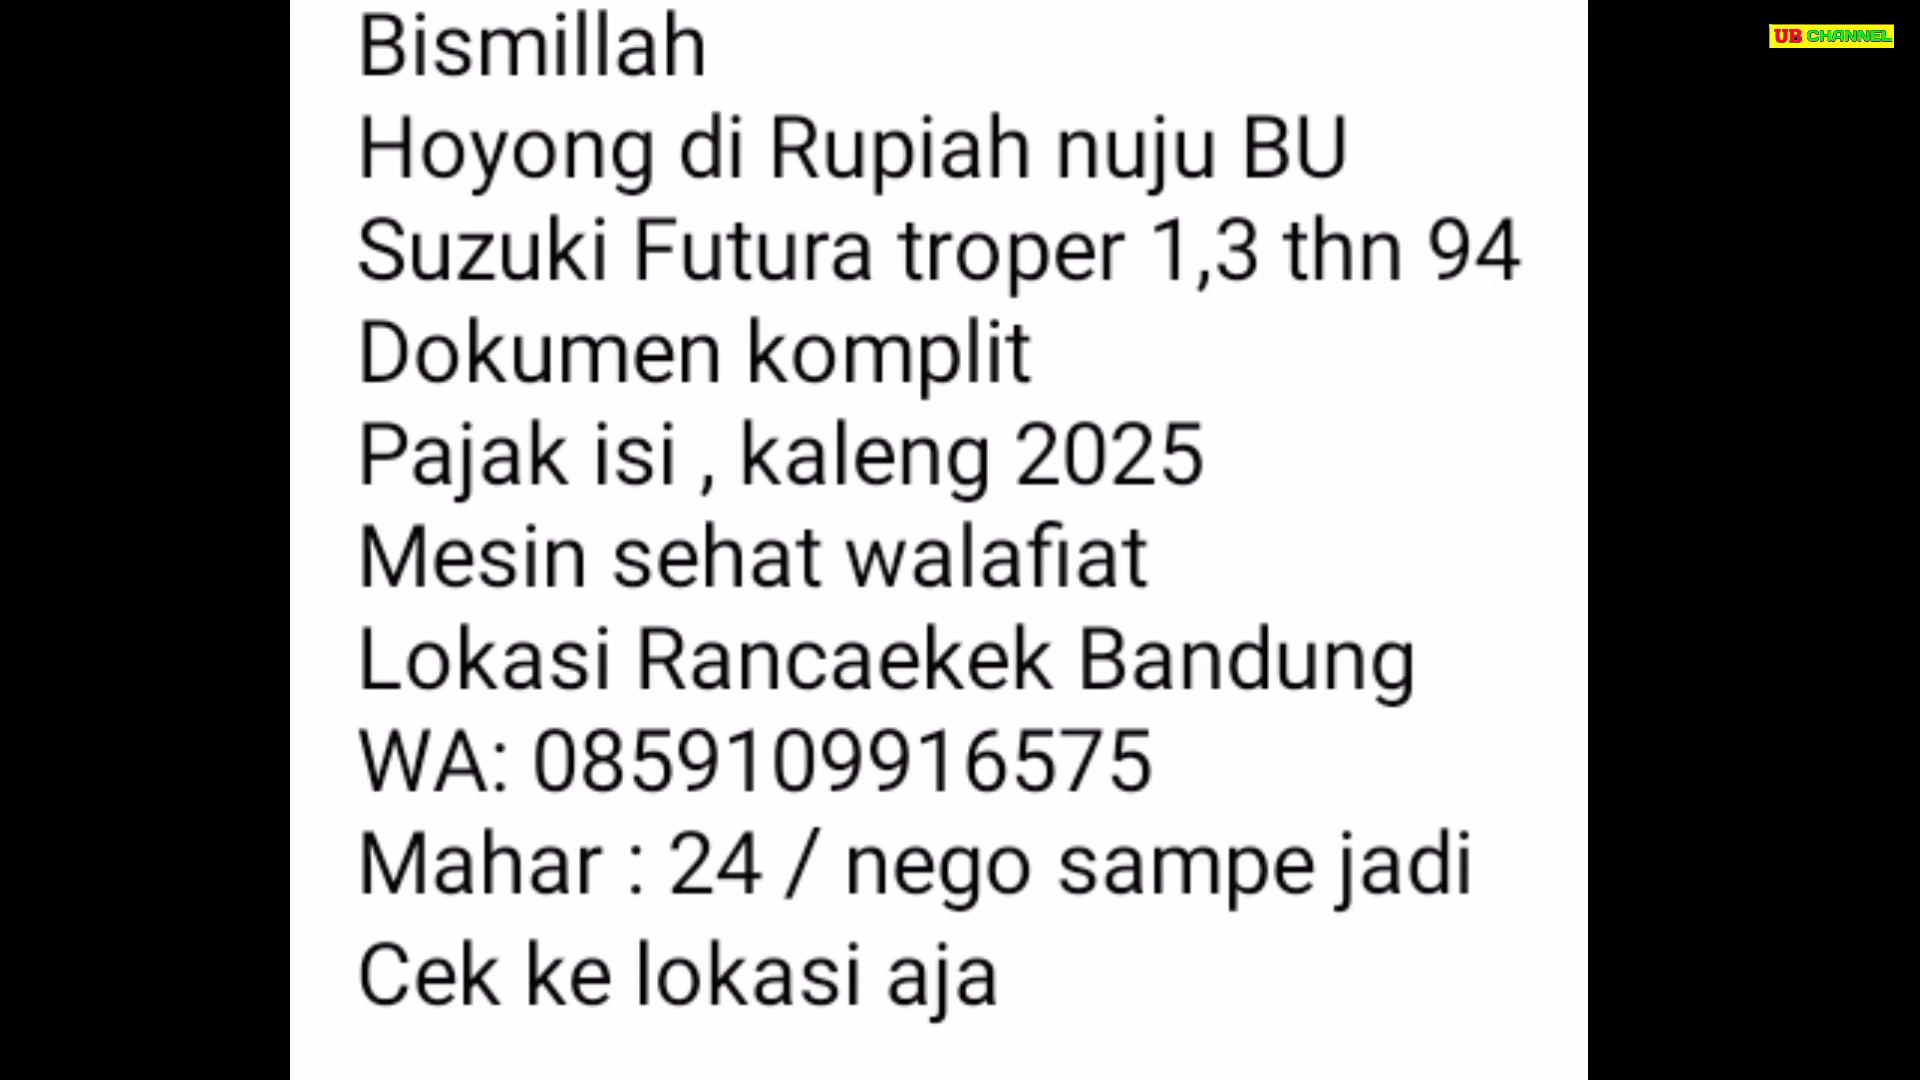 Bismillah
Hoyong di Rupiah nuju BU
Suzuki Futura troper 1,3 thn 94
Dokumen komplit
Pajak isi , kaleng 2025
Mesin sehat walafiat
Lokasi Rancaekek Bandung
WA: 0859109916575
Mahar : 24 / nego sampe jadi
Cek ke lokasi aja
UB CHANNEL